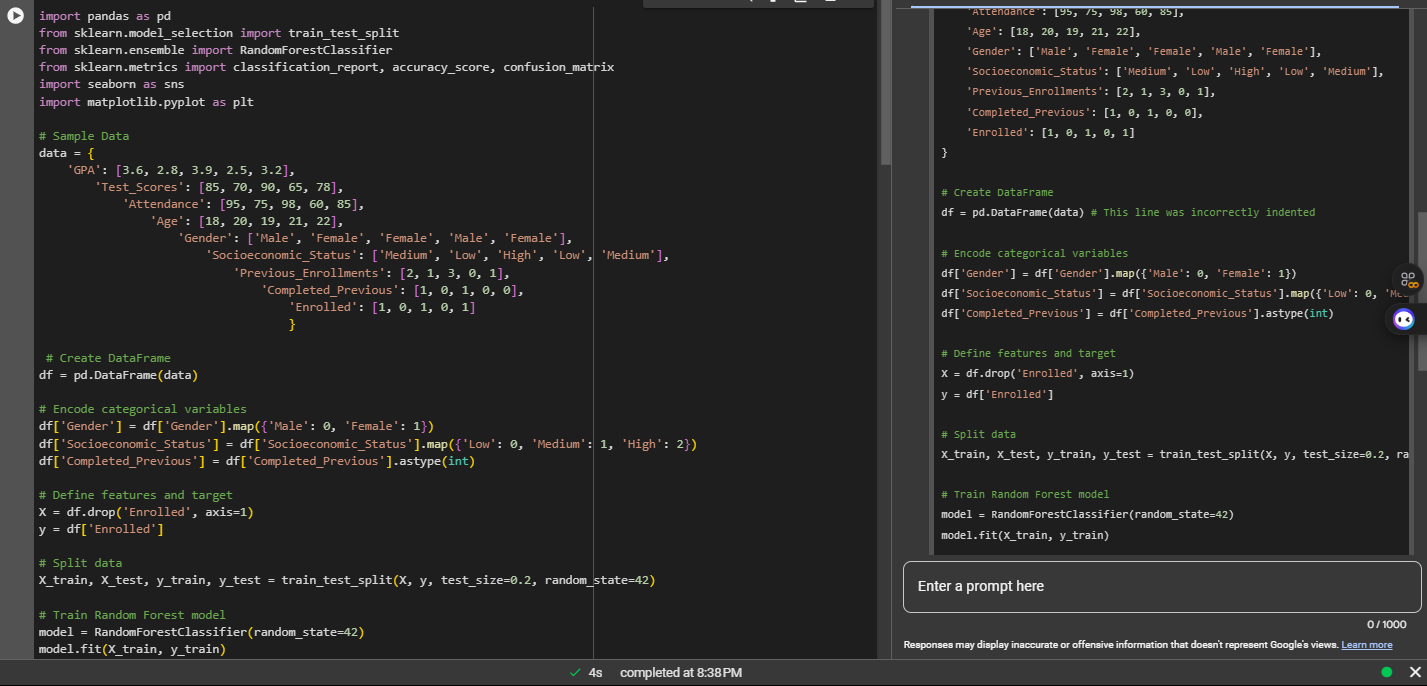 import pandas as pd
from sklearn.model_selection import train_test_split
from sklearn.ensemble import RandomForestClassifier
from sklearn.metrics import classification_report, accuracy_score, confusion_matrix
import seaborn as sns
import matplotlib.pyplot as plt
# Sample Data
data = {
'GPA': [3.6, 2.8, 3.9, 2.5, 3.2],
'Test_Scores': [85, 70, 90, 65, 78],
'Attendance': [95, 75, 98, 60, 85],
'Age': [18, 20, 19, 21, 22],
'Gender': ['Male', 'Female', 'Female', 'Male', 'Female'],
'Socioeconomic_Status': ['Medium', 'Low', 'High', 'Low', 'Medium'],
'Previous_Enrollments': [2, 1, 3, 0, 1],
'Completed_Previous': [1, 0, 1, 0, 0],
'Enrolled': [1, 0, 1, 0, 1]
}
# Create DataFrame
df = pd.DataFrame(data)
# Encode categorical variables
df['Gender'] = df['Gender'].map({'Male': 0, 'Female': 1})
df['Socioeconomic_Status'] = df['Socioeconomic_Status'].map({'Low': 0, 'Medium': 1, 'High': 2})
df['Completed_Previous'] = df['Completed_Previous'].astype(int)
# Define features and target
X = df.drop('Enrolled', axis=1)
y = df['Enrolled']
# Split data
X_train, X_test, y_train, y_test = train_test_split(X, y, test_size=0.2, random_state=42)
# Train Random Forest model
model = RandomForestClassifier(random_state=42)
model.fit(X_train, y_train)
'Attendance': [95, 75, 98, 60, 85],
'Age': [18, 20, 19, 21, 22],
'Gender': ['Male', 'Female', 'Female', 'Male', 'Female'],
'Socioeconomic_Status': ['Medium', 'Low', 'High', 'Low', 'Medium'],
'Previous_Enrollments': [2, 1, 3, 0, 1],
'Completed_Previous': [1, 0, 1, 0, 0],
'Enrolled': [1, 0, 1, 0, 1]
}
# Create DataFrame
df = pd.DataFrame(data) # This line was incorrectly indented
# Encode categorical variables
df['Gender'] = df['Gender'].map({'Male': 0, 'Female': 1})
df['Socioeconomic_Status'] = df['Socioeconomic_Status'].map({'Low': 0,
df['Completed_Previous'] = df['Completed_Previous'].astype(int)
# Define features and target
X = df.drop('Enrolled', axis=1)
y = df['Enrolled']
# Split data
X_train, X_test, y_train, y_test = train_test_split(X, y, test_size=0.2, ra
# Train Random Forest model
model = RandomForestClassifier(random_state=42)
model.fit(X_train, y_train)
Enter a prompt here
0 / 1000
Responses may display inaccurate or offensive information that doesn't represent Google's views. Learn more
4s completed at 8:38 PM